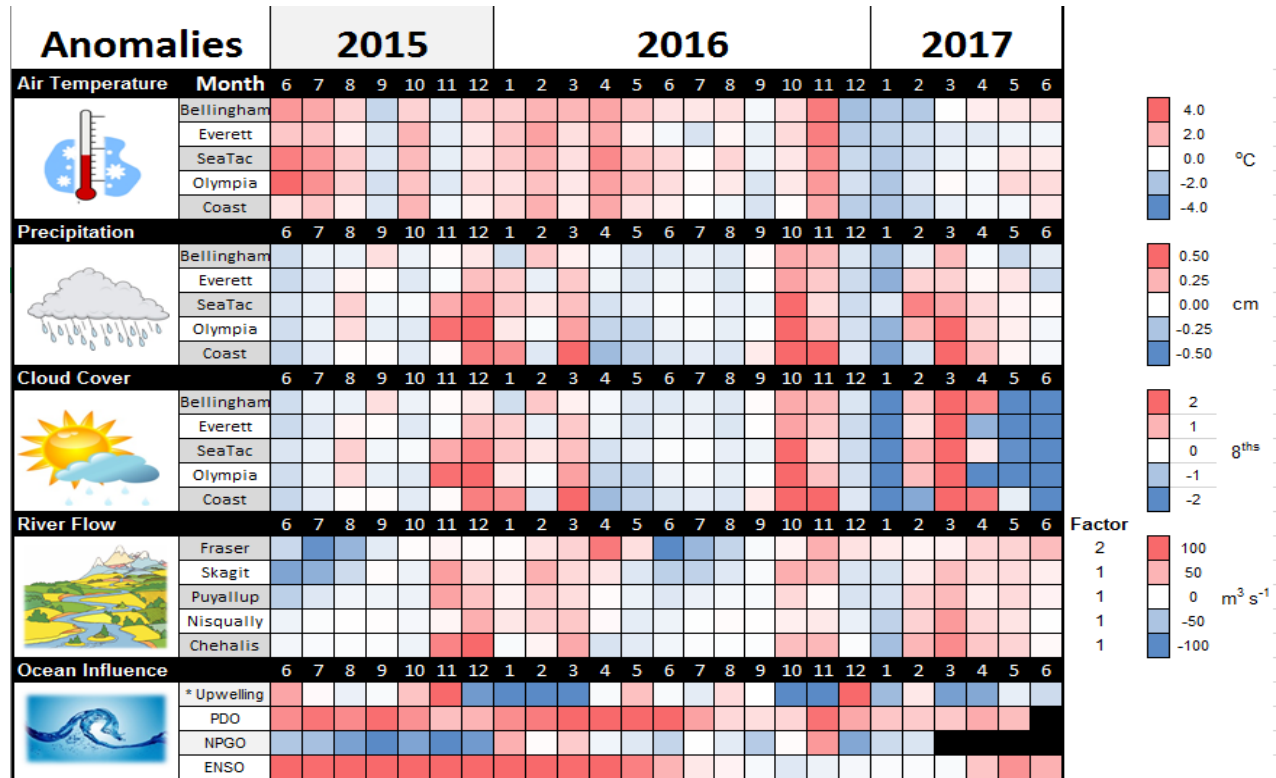 Anomalies 2015 2016 2017
Air Temperature Month 6 7 8 9 10 11 12 1 2 3 4 5 6 7 8 9 10 11 12 1 2 3 4 5 6
Bellingham 4.0
Everett 2.0
SeaTac 0.0 °C
Olympia -2.0
Coast -4.0
Precipitation 6 7 8 9 10 11 12 1 2 3 4 5 6 7 8 9 10 11 12 1 2 3 4 5 6
Bellingham 0.50
Everett 0.25
SeaTac 0.00 cm
Olympia -0.25
Coast -0.50
Cloud Cover 6 7 8 9 10 11 12 1 2 3 4 5 6 7 8 9 10 11 12 1 2 3 4 5 6
Bellingham 2
Everett 1
SeaTac 0 8ths
Olympia -1
Coast -2
River Flow 6 7 8 9 10 11 12 1 2 3 4 5 6 7 8 9 10 11 12 1 2 3 4 5 6 Factor
Fraser 2 100
Skagit 1 50
Puyallup 1 0 m³ s⁻¹
Nisqually 1 -50
Chehalis 1 -100
Ocean Influence 6 7 8 9 10 11 12 1 2 3 4 5 6 7 8 9 10 11 12 1 2 3 4 5 6
* Upwelling
PDO
NPGO
ENSO